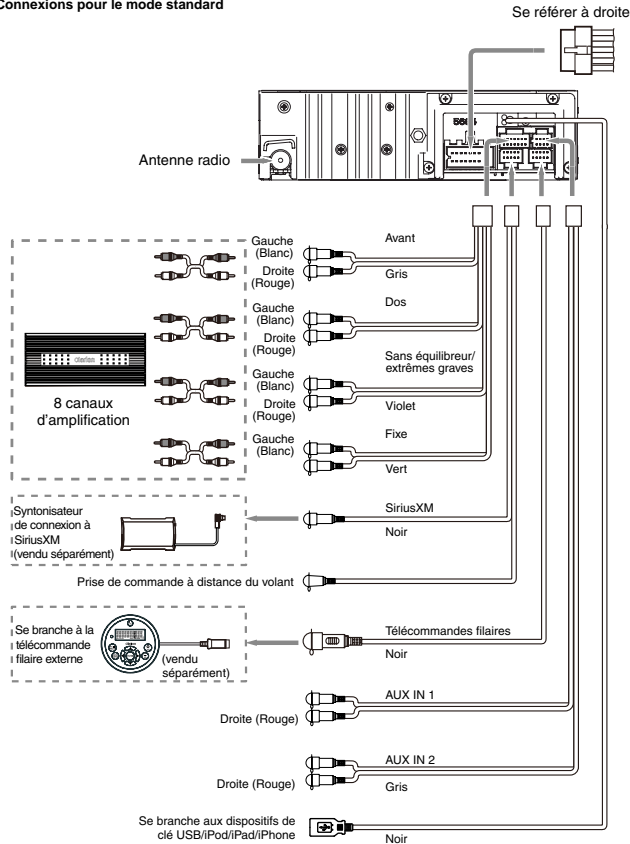 Connexions pour le mode standard
Se référer à droite
Antenne radio
Gauche
(Blanc)
Avant
Droite
(Rouge)
Gris
Gauche
(Blanc)
Dos
Droite
(Rouge)
Sans équilibreur/
extrêmes graves
Gauche
(Blanc)
Droite
(Rouge)
Violet
8 canaux
d'amplification
Gauche
(Blanc)
Fixe
Vert
Syntonisateur
de connexion à
SiriusXM
(vendu séparément)
SiriusXM
Noir
Prise de commande à distance du volant
Se branche à la
télécommande
filaire externe
(vendu
séparément)
Télécommandes filaires
Noir
AUX IN 1
Droite (Rouge)
AUX IN 2
Droite (Rouge)
Gris
Se branche aux dispositifs de
clé USB/iPod/iPad/iPhone
Noir